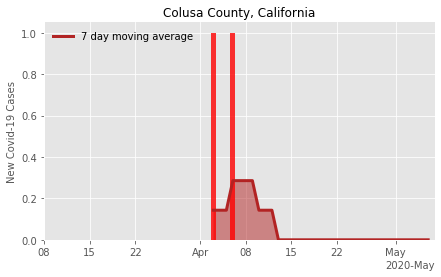 Colusa County, California
7 day moving average
New Covid-19 Cases
1.0
0.8
0.6
0.4
0.2
0.0
08 15 22 Apr 08 15 22 May
2020-May